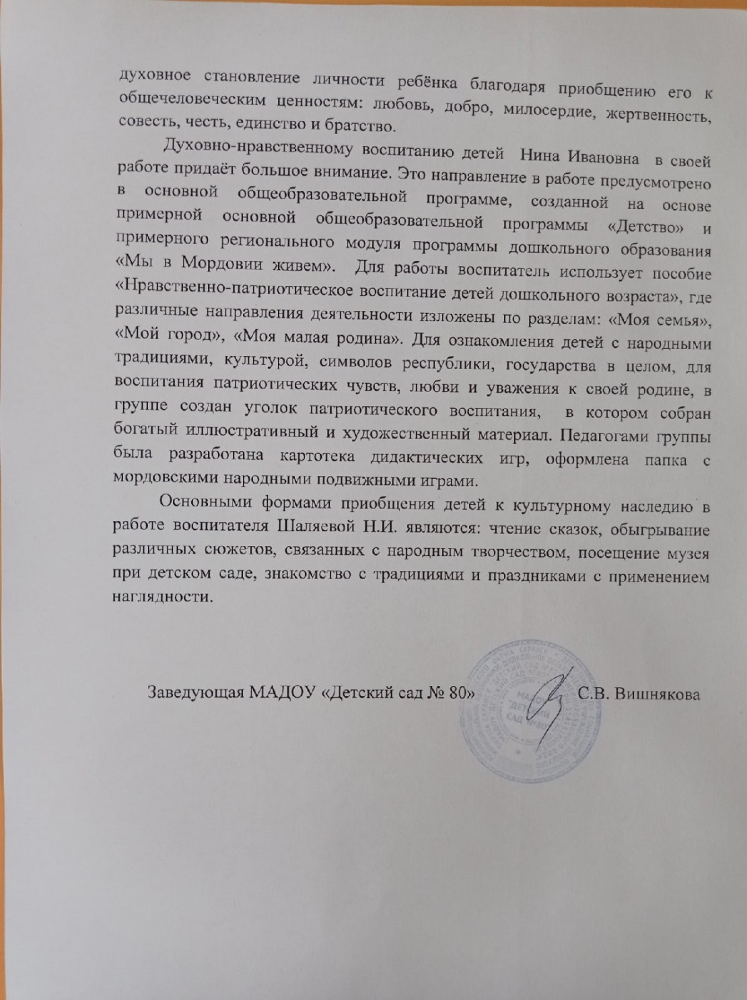 духовное становление личности ребёнка благодаря приобщению его к
общечеловеческим ценностям: любовь, добро, милосердие, жертвенность,
совесть, честь, единство и братство.
Духовно-нравственному воспитанию детей Нина Ивановна в своей
работе придаёт большое внимание. Это направление в работе предусмотрено
в основной общеобразовательной программе, созданной на основе
примерной основной общеобразовательной программы «Детство» и
примерного регионального модуля программы дошкольного образования
«Мы в Мордовии живем». Для работы воспитатель использует пособие
«Нравственно-патриотическое воспитание детей дошкольного возраста», где
различные направления деятельности изложены по разделам: «Моя семья»,
«Мой город», «Моя малая родина». Для ознакомления детей с народными
традициями, культурой, символов республики, государства в целом, для
воспитания патриотических чувств, любви и уважения к своей родине, в
группе создан уголок патриотического воспитания, в котором собран
богатый иллюстративный и художественный материал. Педагогами группы
была разработана картотека дидактических игр, оформлена папка с
мордовскими народными подвижными играми.
Основными формами приобщения детей к культурному наследию в
работе воспитателя Шаляевой Н.И. являются: чтение сказок, обыгрывание
различных сюжетов, связанных с народным творчеством, посещение музея
при детском саде, знакомство с традициями и праздниками с применением
наглядности.
Заведующая МАДОУ «Детский сад № 80» С.В. Вишнякова
МАДОУ
"ДЕТСКИЙ
САД №80"